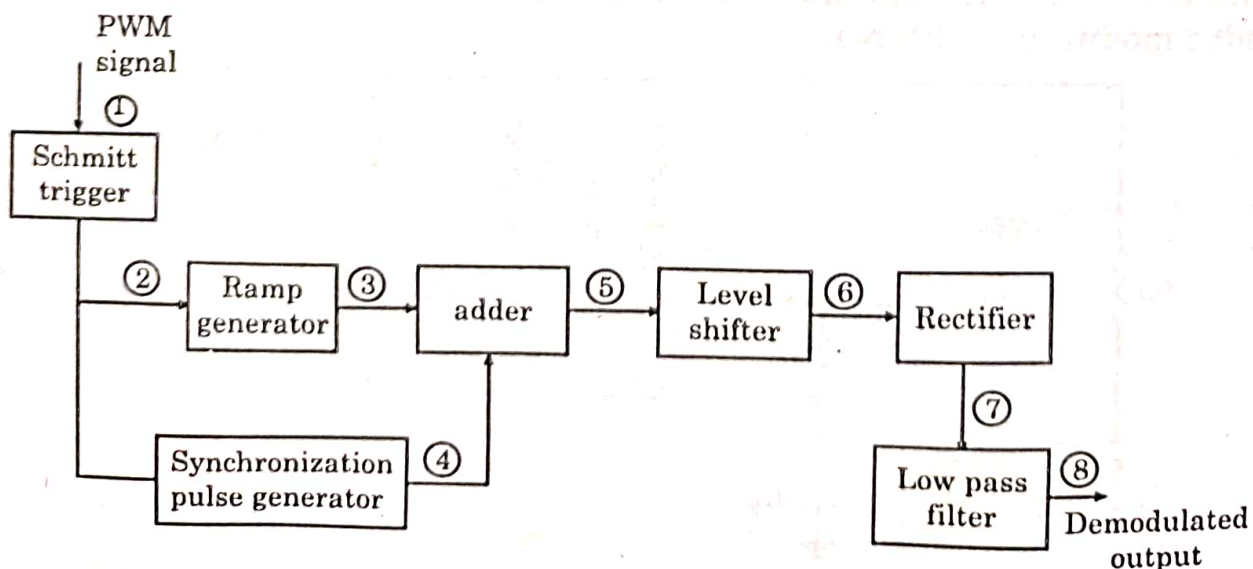 PWM
signal
①
Schmitt
trigger
②
Ramp
generator
③
adder
⑤
Level
shifter
⑥
Rectifier
⑦
Synchronization
pulse generator
④
Low pass
filter
⑧
Demodulated
output